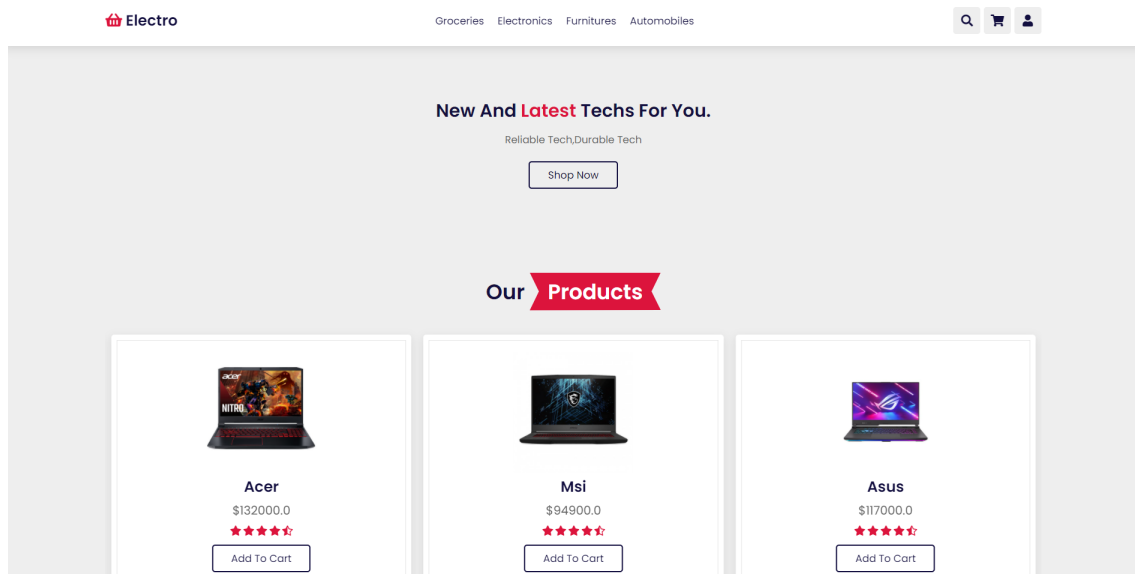 Electro
Groceries Electronics Furnitures Automobiles
New And Latest Techs For You.
Reliable Tech,Durable Tech
Shop Now
Our Products
acer
NITRO
Acer
$132000.0
Add To Cart
Msi
$94900.0
Add To Cart
Asus
$117000.0
Add To Cart